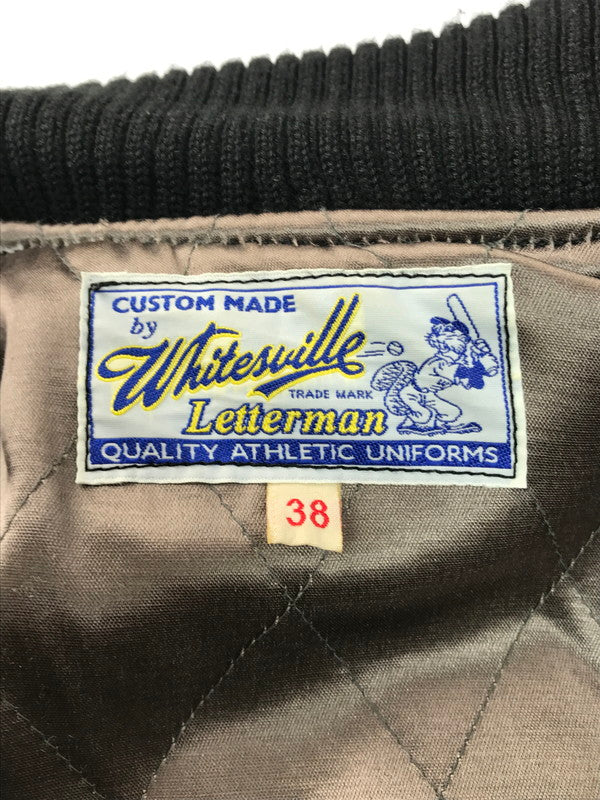 CUSTOM MADE
by
Whitesville
TRADE MARK
Letterman
QUALITY ATHLETIC UNIFORMS
38